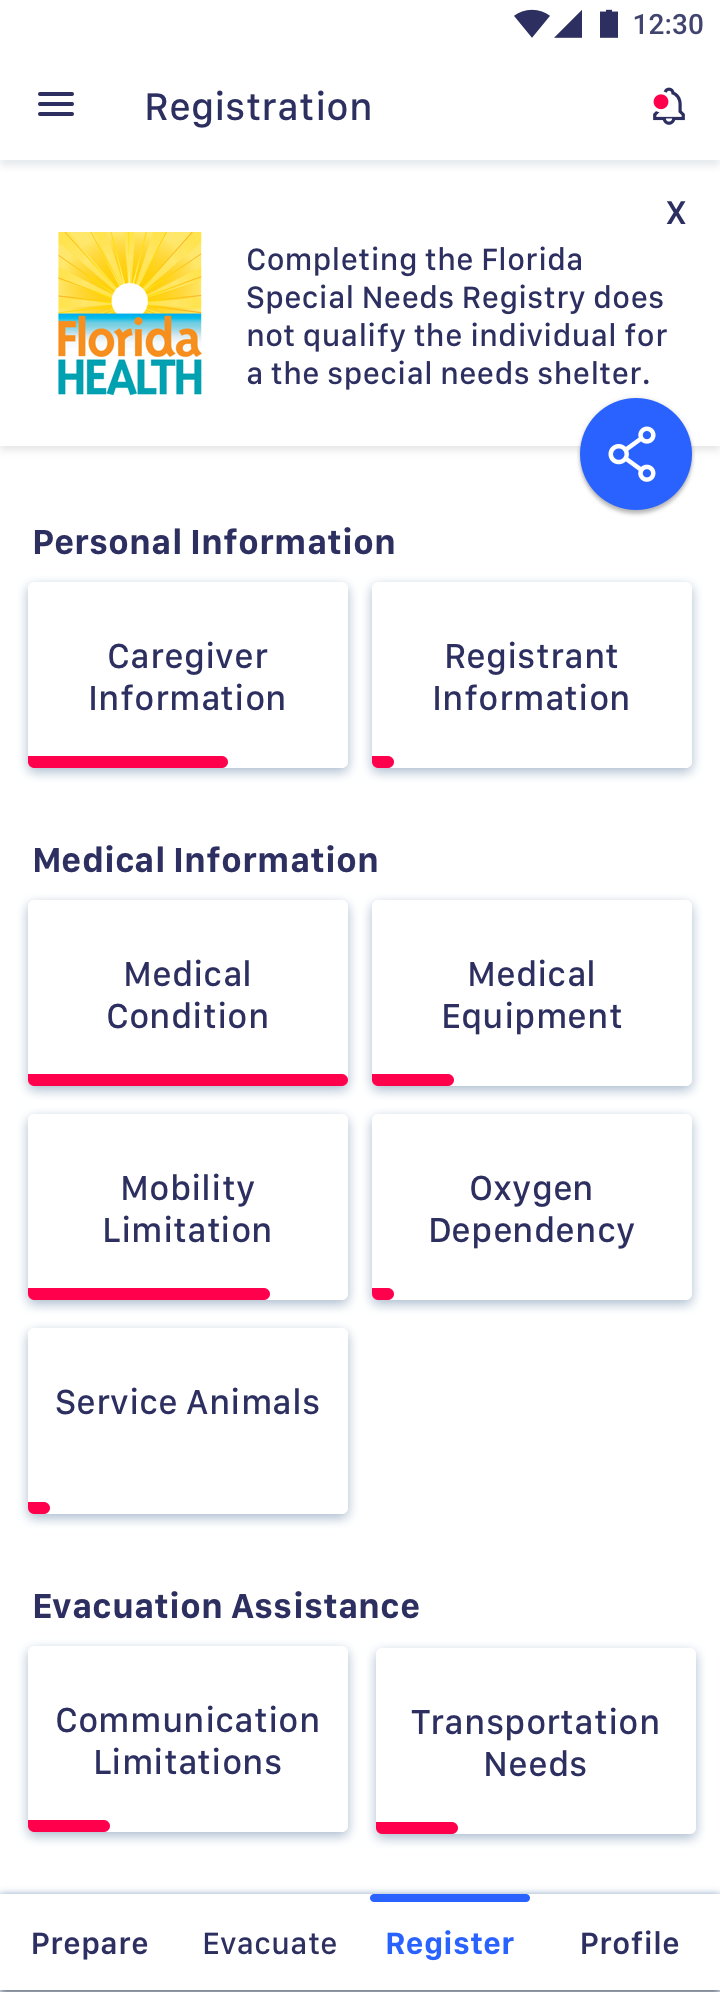 12:30
Registration
X
Florida
HEALTH
Completing the Florida
Special Needs Registry does
not qualify the individual for
a the special needs shelter.
Personal Information
Caregiver
Information
Registrant
Information
Medical Information
Medical
Condition
Medical
Equipment
Mobility
Limitation
Oxygen
Dependency
Service Animals
Evacuation Assistance
Communication
Limitations
Transportation
Needs
Prepare Evacuate Register Profile